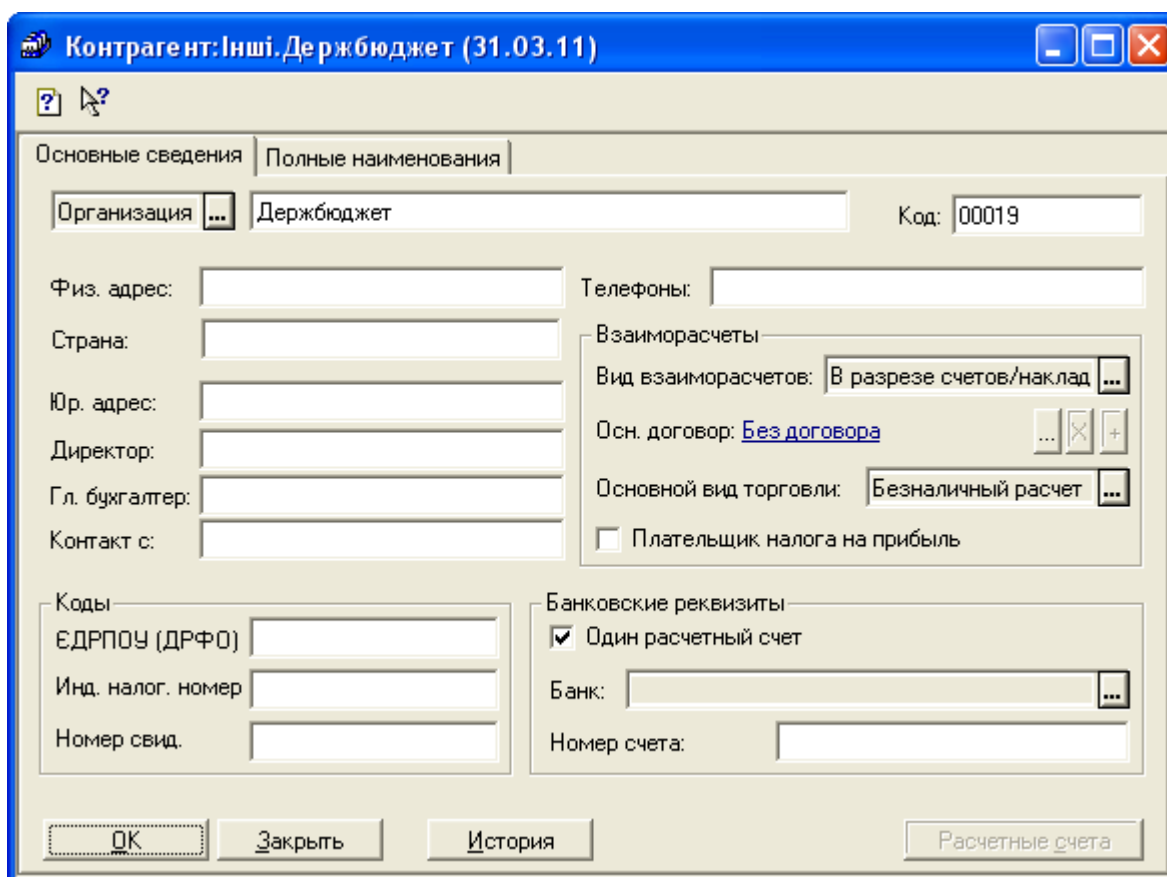 Контрагент:Інші.Держбюджет (31.03.11)
Основные сведения Полные наименования
Организация ... Держбюджет Код: 00019
Физ. адрес: Телефоны:
Страна: Взаиморасчеты
Вид взаиморасчетов: В разрезе счетов/наклад ...
Юр. адрес:
Осн. договор: Без договора ... X +
Директор:
Гл. бухгалтер: Основной вид торговли: Безналичный расчет ...
Контакт с: Плательщик налога на прибыль
Коды Банковские реквизиты
ЄДРПОУ (ДРФО) Один расчетный счет
Инд. налог. номер Банк: ...
Номер свид. Номер счета:
OK Закрыть История Расчетные счета